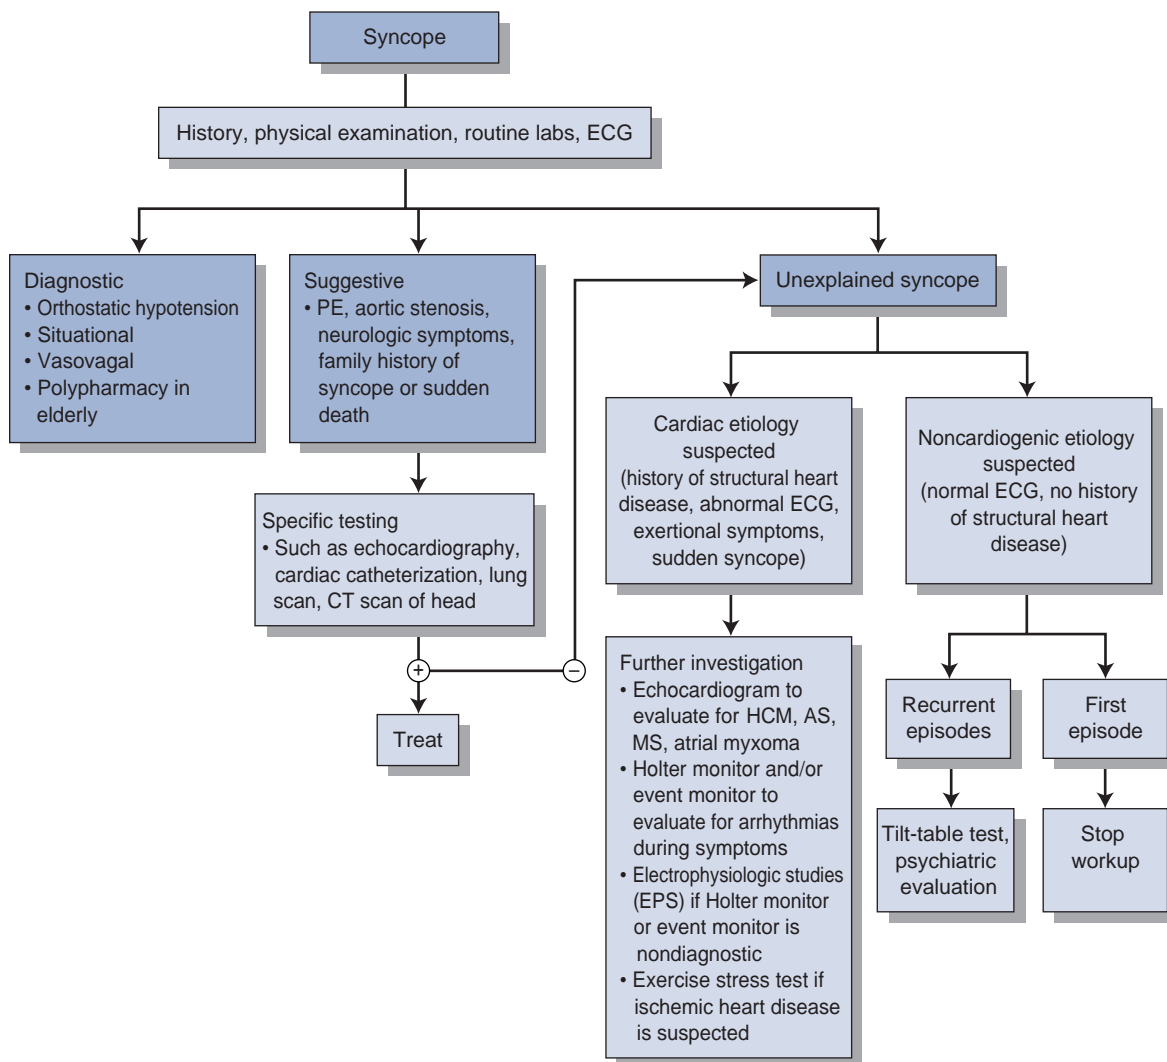 Syncope
History, physical examination, routine labs, ECG
Diagnostic
• Orthostatic hypotension
• Situational
• Vasovagal
• Polypharmacy in
elderly
Suggestive
• PE, aortic stenosis,
neurologic symptoms,
family history of
syncope or sudden
death
Unexplained syncope
Specific testing
• Such as echocardiography,
cardiac catheterization, lung
scan, CT scan of head
+
−
Treat
Cardiac etiology
suspected
(history of structural heart
disease, abnormal ECG,
exertional symptoms,
sudden syncope)
Noncardiogenic etiology
suspected
(normal ECG, no history
of structural heart
disease)
Further investigation
• Echocardiogram to
evaluate for HCM, AS,
MS, atrial myxoma
• Holter monitor and/or
event monitor to
evaluate for arrhythmias
during symptoms
• Electrophysiologic studies
(EPS) if Holter monitor
or event monitor is
nondiagnostic
• Exercise stress test if
ischemic heart disease
is suspected
Recurrent
episodes
First
episode
Tilt-table test,
psychiatric
evaluation
Stop
workup